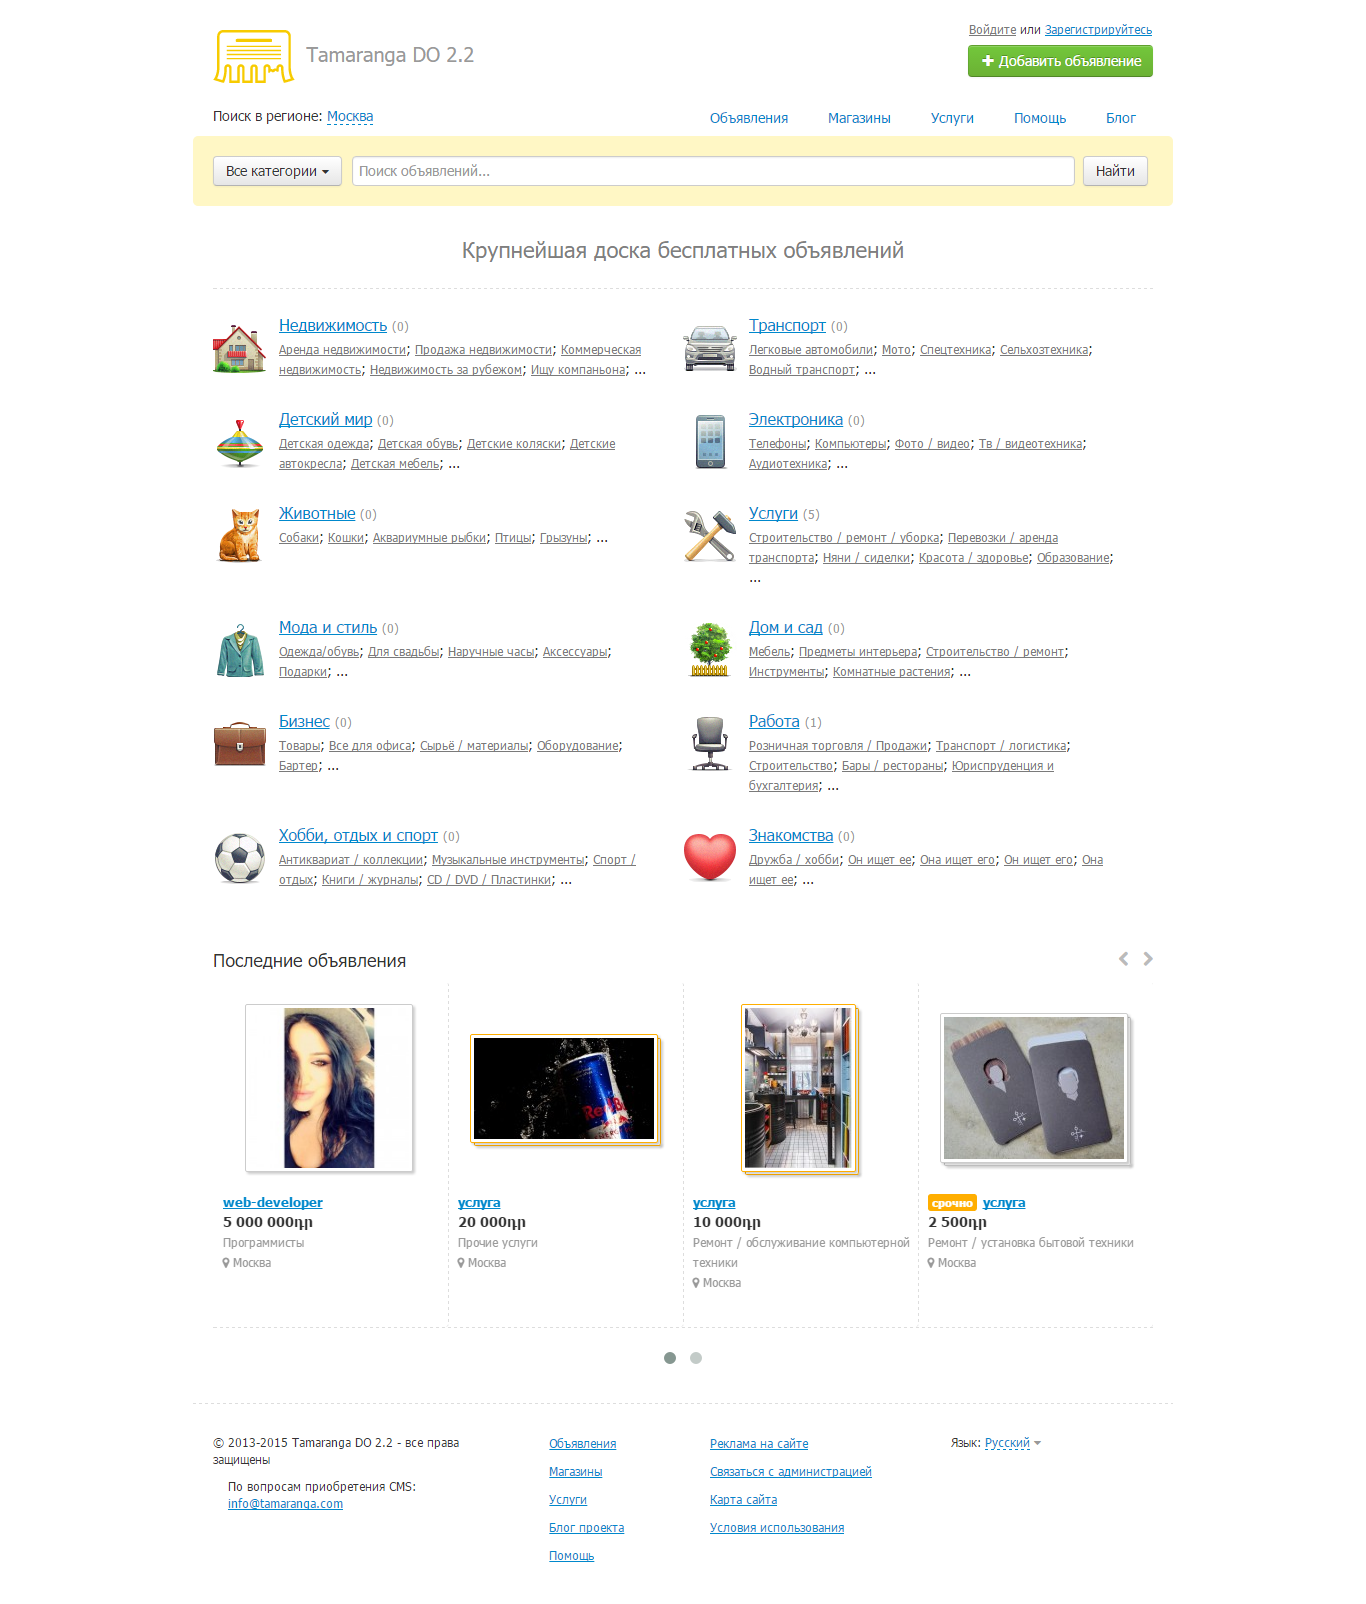 Войдите или Зарегистрируйтесь
Tamaranga DO 2.2
Добавить объявление
Поиск в регионе: Москва
Объявления Магазины Услуги Помощь Блог
Все категории Поиск объявлений... Найти
Крупнейшая доска бесплатных объявлений
Недвижимость (0)
Аренда недвижимости; Продажа недвижимости; Коммерческая
недвижимость; Недвижимость за рубежом; Ищу компаньона; ...
Транспорт (0)
Легковые автомобили; Мото; Спецтехника; Сельхозтехника;
Водный транспорт; ...
Детский мир (0)
Детская одежда; Детская обувь; Детские коляски; Детские
автокресла; Детская мебель; ...
Электроника (0)
Телефоны; Компьютеры; Фото / видео; Тв / видеотехника;
Аудиотехника; ...
Животные (0)
Собаки; Кошки; Аквариумные рыбки; Птицы; Грызуны; ...
Услуги (5)
Строительство / ремонт / уборка; Перевозки / аренда
транспорта; Няни / сиделки; Красота / здоровье; Образование;
...
Мода и стиль (0)
Одежда/обувь; Для свадьбы; Наручные часы; Аксессуары;
Подарки; ...
Дом и сад (0)
Мебель; Предметы интерьера; Строительство / ремонт;
Инструменты; Комнатные растения; ...
Бизнес (0)
Товары; Все для офиса; Сырьё / материалы; Оборудование;
Бартер; ...
Работа (1)
Розничная торговля / Продажи; Транспорт / логистика;
Строительство; Бары / рестораны; Юриспруденция и
бухгалтерия; ...
Хобби, отдых и спорт (0)
Антиквариат / коллекции; Музыкальные инструменты; Спорт /
отдых; Книги / журналы; CD / DVD / Пластинки; ...
Знакомства (0)
Дружба / хобби; Он ищет ее; Она ищет его; Он ищет его; Она
ищет ее; ...
Последние объявления
web-developer
5 000 000դր
Программисты
Москва
услуга
20 000դր
Прочие услуги
Москва
услуга
10 000դր
Ремонт / обслуживание компьютерной
техники
Москва
срочно услуга
2 500դր
Ремонт / установка бытовой техники
Москва
© 2013-2015 Tamaranga DO 2.2 - все права
защищены
По вопросам приобретения CMS:
info@tamaranga.com
Объявления
Магазины
Услуги
Блог проекта
Помощь
Реклама на сайте
Связаться с администрацией
Карта сайта
Условия использования
Язык: Русский